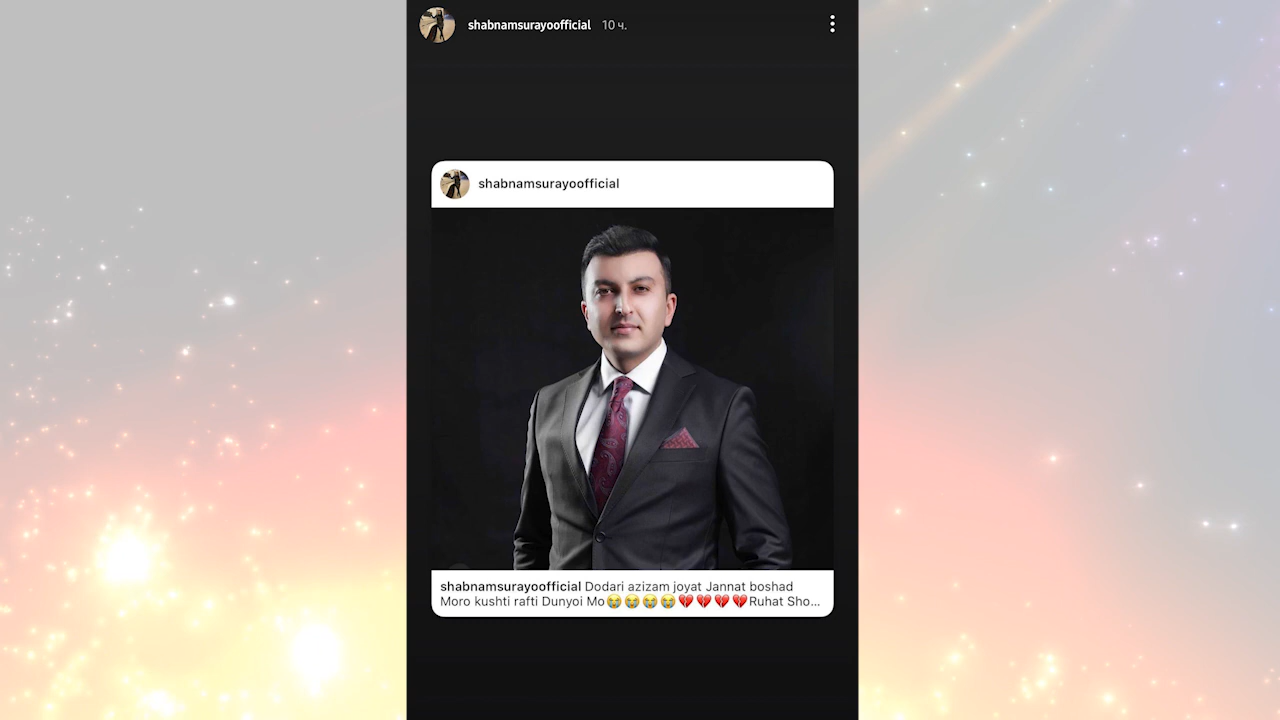 shabnamsurayoofficial 10 ч.
shabnamsurayoofficial
shabnamsurayoofficial Dodari azizam joyat Jannat boshad
Moro kushti rafti Dunyoi Mo😭😭😭😭💔💔💔💔Ruhat Sho...